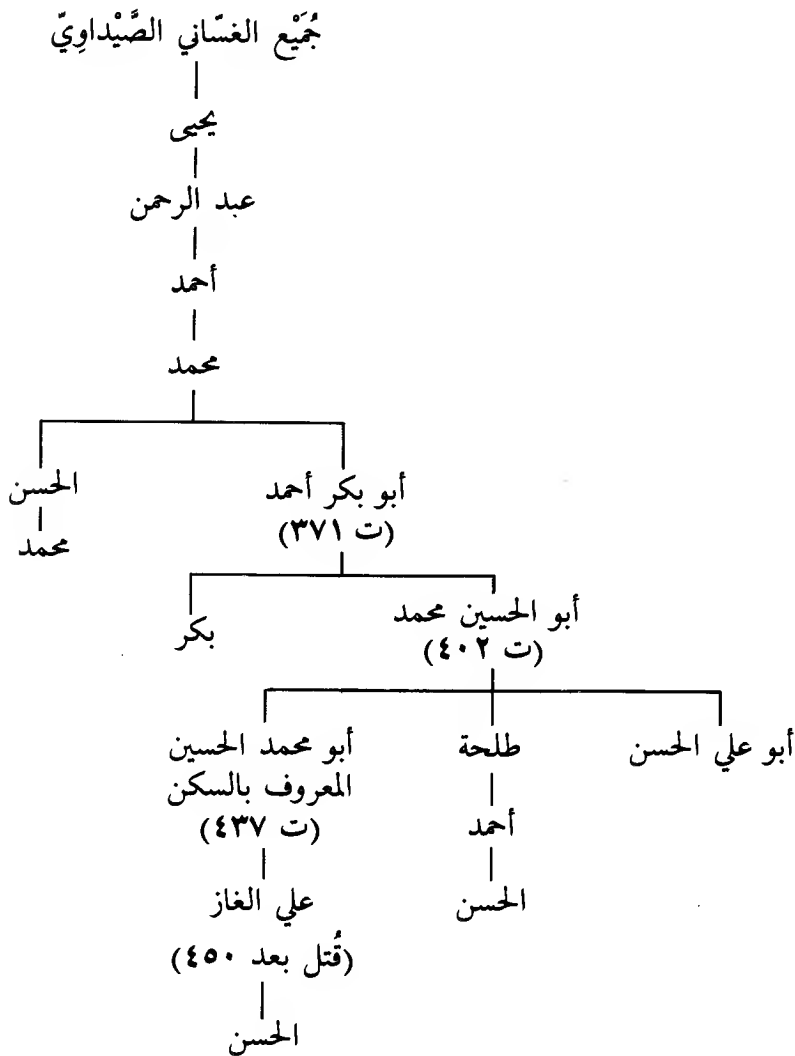 جُمَيْع الغسّاني الصَّيْداوِيّ
يحيى
عبد الرحمن
أحمد
محمد
أبو بكر أحمد
(ت ٣٧١)
الحسن
محمد
أبو الحسين محمد
(ت ٤٠٢)
بكر
أبو علي الحسن
طلحة
أحمد
الحسن
أبو محمد الحسين
المعروف بالسكن
(ت ٤٣٧)
علي الغاز
(قُتل بعد ٤٥٠)
الحسن